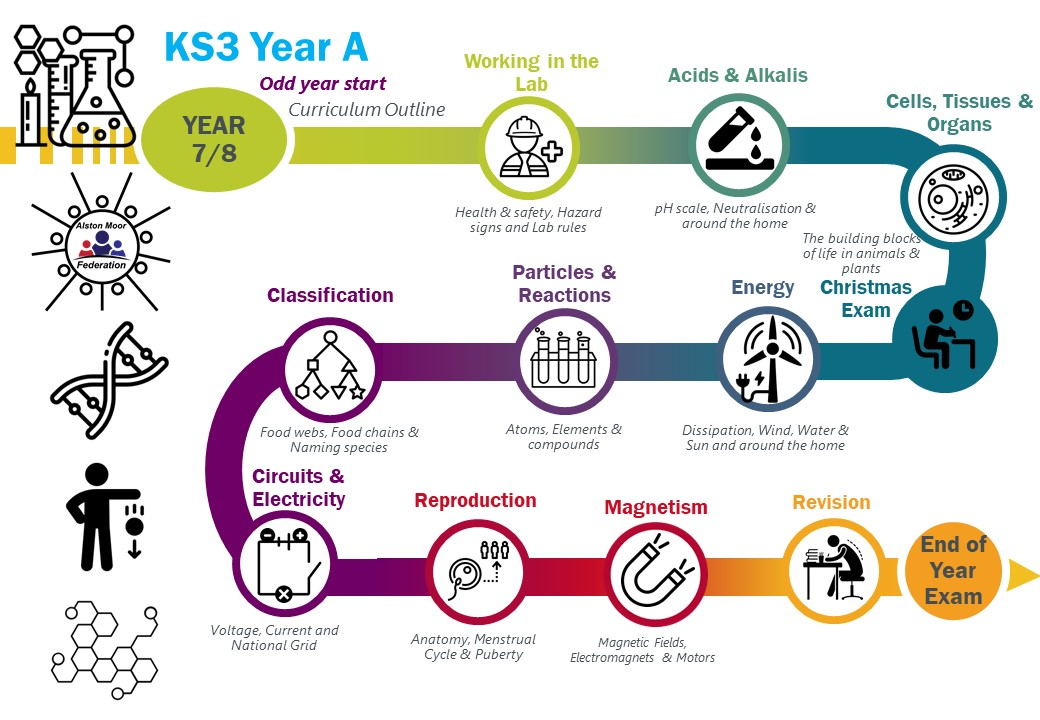 KS3 Year A
Odd year start
Curriculum Outline
YEAR
7/8
Working in the
Lab
Health & safety, Hazard
signs and Lab rules
Acids & Alkalis
pH scale, Neutralisation &
around the home
Cells, Tissues &
Organs
The building blocks
of life in animals &
plants
Christmas
Exam
Energy
Dissipation, Wind, Water &
Sun and around the home
Particles &
Reactions
Atoms, Elements &
compounds
Classification
Food webs, Food chains &
Naming species
Circuits &
Electricity
Voltage, Current and
National Grid
Reproduction
Anatomy, Menstrual
Cycle & Puberty
Magnetism
Magnetic Fields,
Electromagnets & Motors
Revision
End of
Year
Exam
Alston Moor
Federation